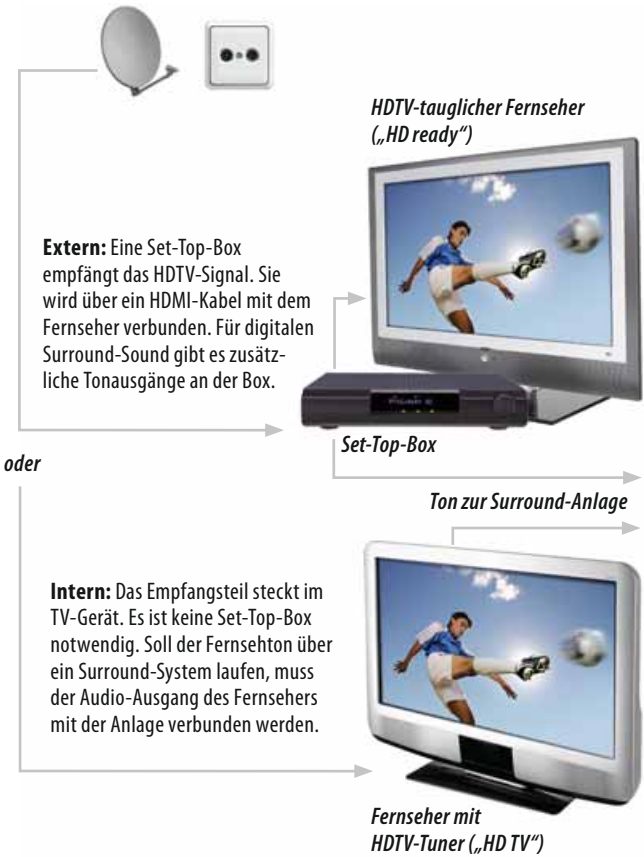 HDTV-tauglicher Fernseher
(„HD ready“)
Extern: Eine Set-Top-Box
empfängt das HDTV-Signal. Sie
wird über ein HDMI-Kabel mit dem
Fernseher verbunden. Für digitalen
Surround-Sound gibt es zusätz-
liche Tonausgänge an der Box.
Set-Top-Box
oder
Ton zur Surround-Anlage
Intern: Das Empfangsteil steckt im
TV-Gerät. Es ist keine Set-Top-Box
notwendig. Soll der Fernsehton über
ein Surround-System laufen, muss
der Audio-Ausgang des Fernsehers
mit der Anlage verbunden werden.
Fernseher mit
HDTV-Tuner („HD TV“)